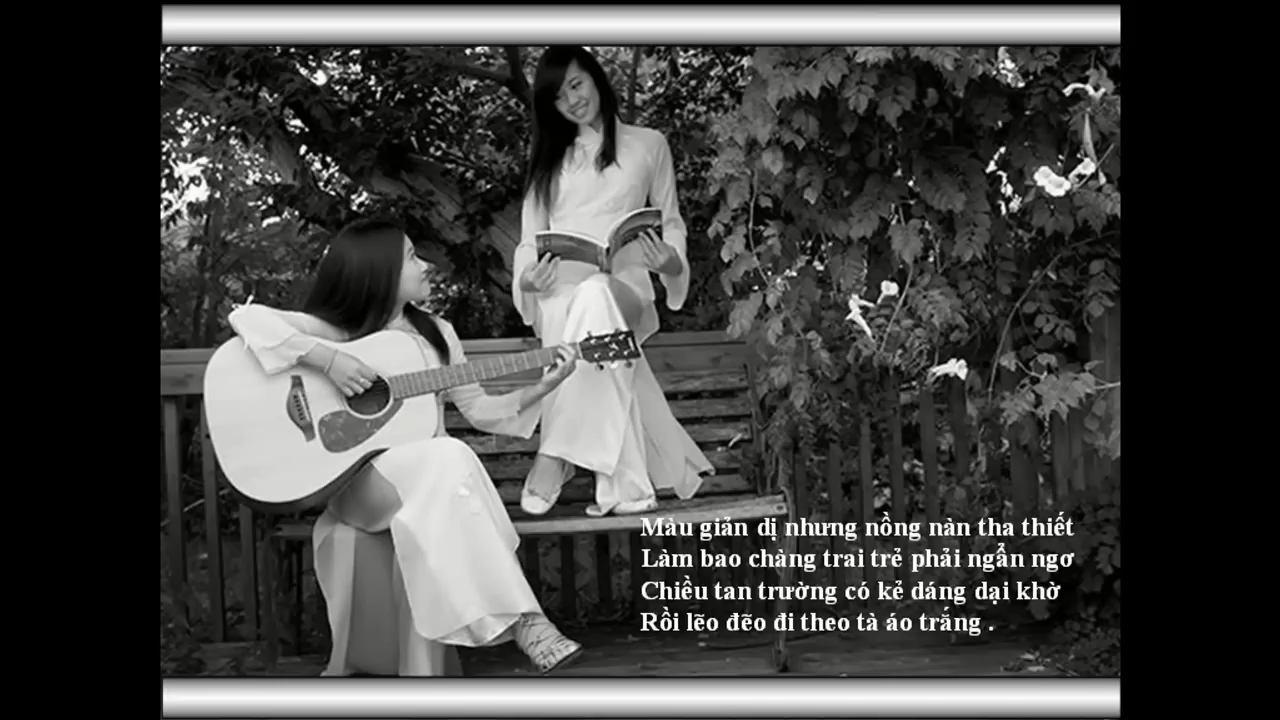 Màu giản dị nhưng nồng nàn tha thiết
Làm bao chàng trai trẻ phải ngẩn ngơ
Chiều tan trường có kẻ dáng dại khờ
Rồi lẽo đẽo đi theo tà áo trắng .